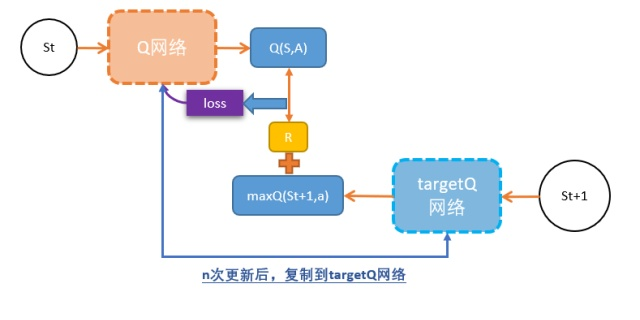 St
Q网络
Q(S,A)
loss
R
maxQ(St+1,a)
targetQ
网络
St+1
n次更新后，复制到targetQ网络